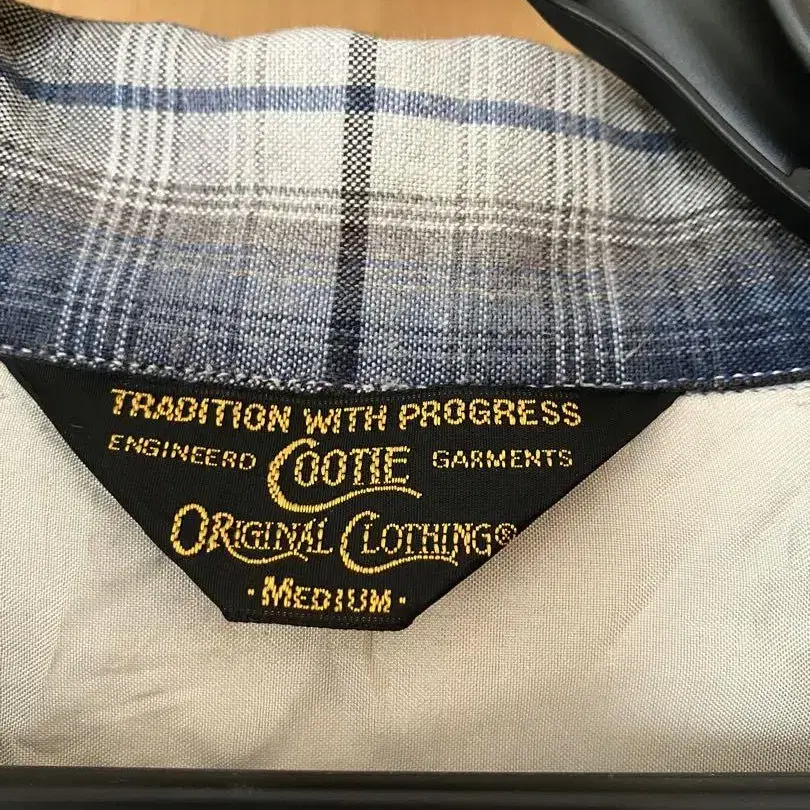 TRADITION WITH PROGRESS
ENGINEERD COOTIE GARMENTS
ORIGINAL CLOTHING®
· MEDIUM ·